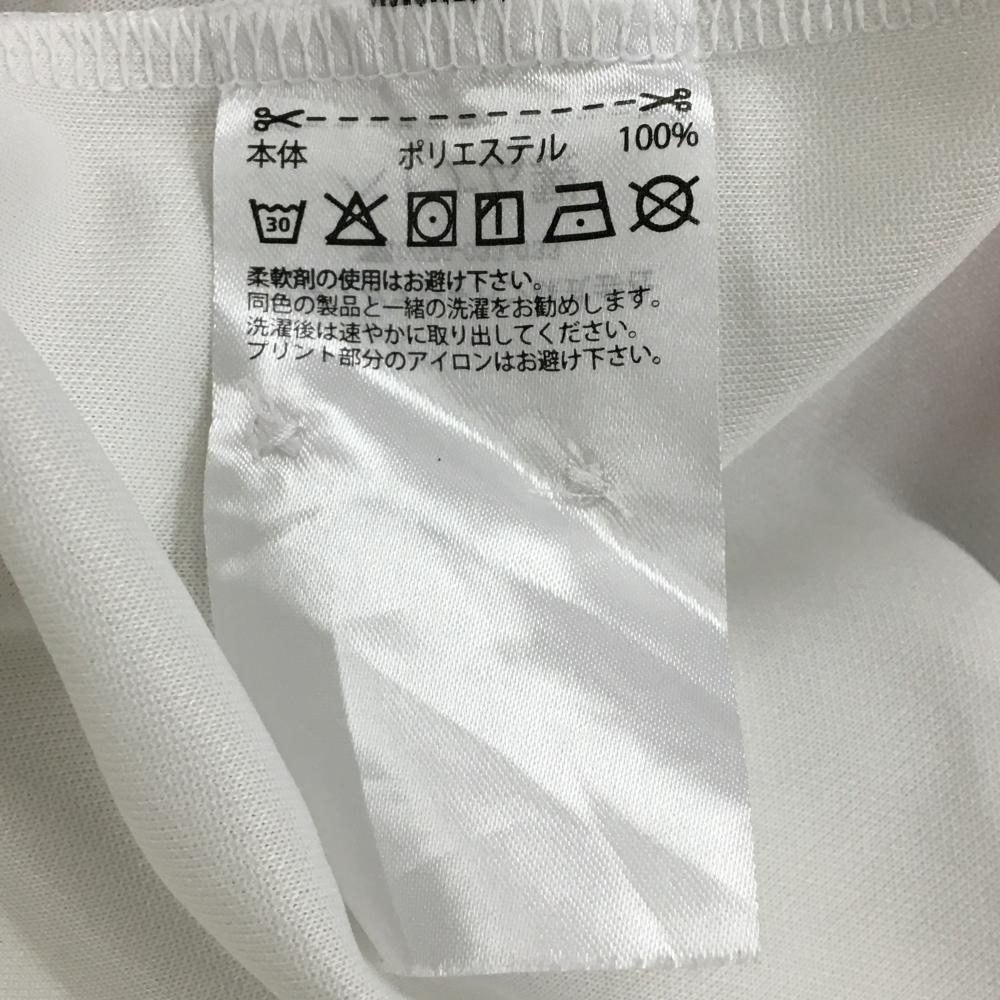 本体 ポリエステル 100%
30
柔軟剤の使用はお避け下さい。
同色の製品と一緒の洗濯をお勧めします。
洗濯後は速やかに取り出してください。
プリント部分のアイロンはお避け下さい。